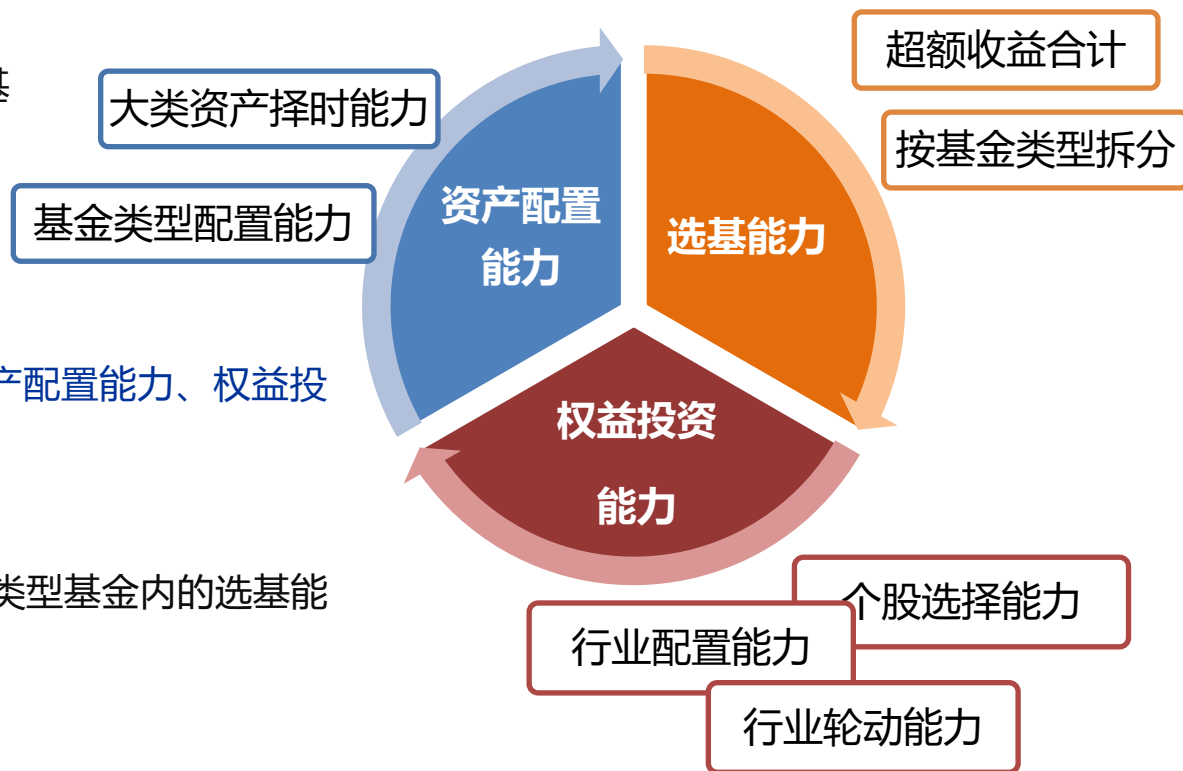 基
产配置能力、权益投
类型基金内的选基能
大类资产择时能力
基金类型配置能力
资产配置
能力
选基能力
超额收益合计
按基金类型拆分
权益投资
能力
个股选择能力
行业配置能力
行业轮动能力